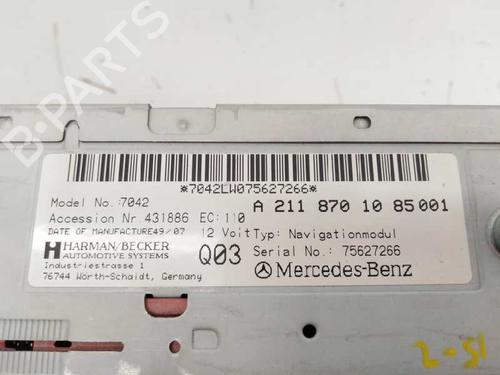 B-PARTS
*7042LW075627266*
Model No.:7042
A 211 870 10 85 001
Accession Nr 431886 EC:110
DATE OF MANUFACTURE49/07 12 Volt Typ: Navigationmodul
HARMAN/BECKER
AUTOMOTIVE SYSTEMS
Q03 Serial No.: 75627266
Industriestrasse 1
76744 Wörth-Schaidt, Germany
Mercedes-Benz
2-51